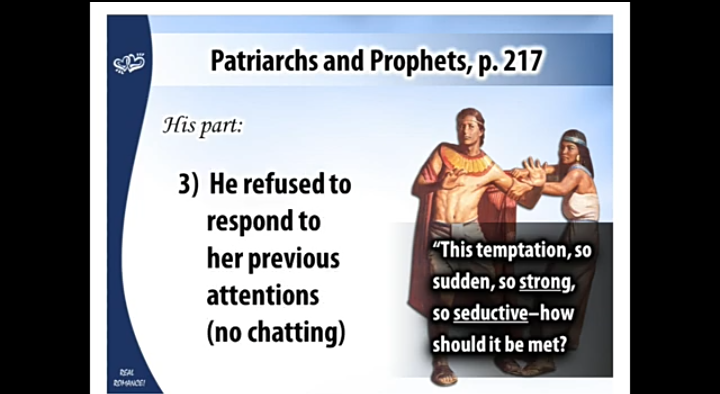 Patriarchs and Prophets, p. 217
His part:
3) He refused to
respond to
her previous
attentions
(no chatting)
“This temptation, so
sudden, so strong,
so seductive–how
should it be met?
REAL
ROMANCE!